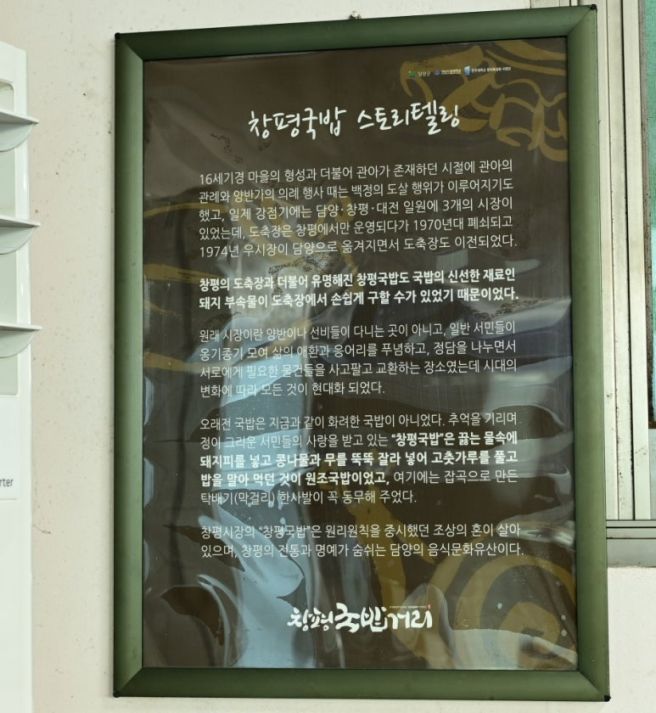 담양군
창평국밥 스토리텔링
16세기경 마을의 형성과 더불어 관아가 존재하던 시절에 관아의
관례와 양반가의 의례 행사 때는 백정의 도살 행위가 이루어지기도
했고, 일제 강점기에는 담양·창평·대전 일원에 3개의 시장이
있었는데, 도축장은 창평에서만 운영되다가 1970년대 폐쇠되고
1974년 우시장이 담양으로 옮겨지면서 도축장도 이전되었다.
창평의 도축장과 더불어 유명해진 창평국밥도 국밥의 신선한 재료인
돼지 부속물이 도축장에서 손쉽게 구할 수가 있었기 때문이었다.
원래 시장이란 양반이나 선비들이 다니는 곳이 아니고, 일반 서민들이
옹기종기 모여 삶의 애환과 응어리를 푸념하고, 정담을 나누면서
서로에게 필요한 물건들을 사고팔고 교환하는 장소였는데 시대의
변화에 따라 모든 것이 현대화 되었다.
오래전 국밥은 지금과 같이 화려한 국밥이 아니었다. 추억을 기리며
정이 그리운 서민들의 사랑을 받고 있는 "창평국밥"은 끓는 물속에
돼지피를 넣고 콩나물과 무를 뚝뚝 잘라 넣어 고춧가루를 풀고
밥을 말아 먹던 것이 원조국밥이었고, 여기에는 잡곡으로 만든
탁배기(막걸리) 한사발이 꼭 동무해 주었다.
창평시장의 "창평국밥"은 원리원칙을 중시했던 조상의 혼이 살아
있으며, 창평의 전통과 명예가 숨쉬는 담양의 음식문화유산이다.
창평국밥거리